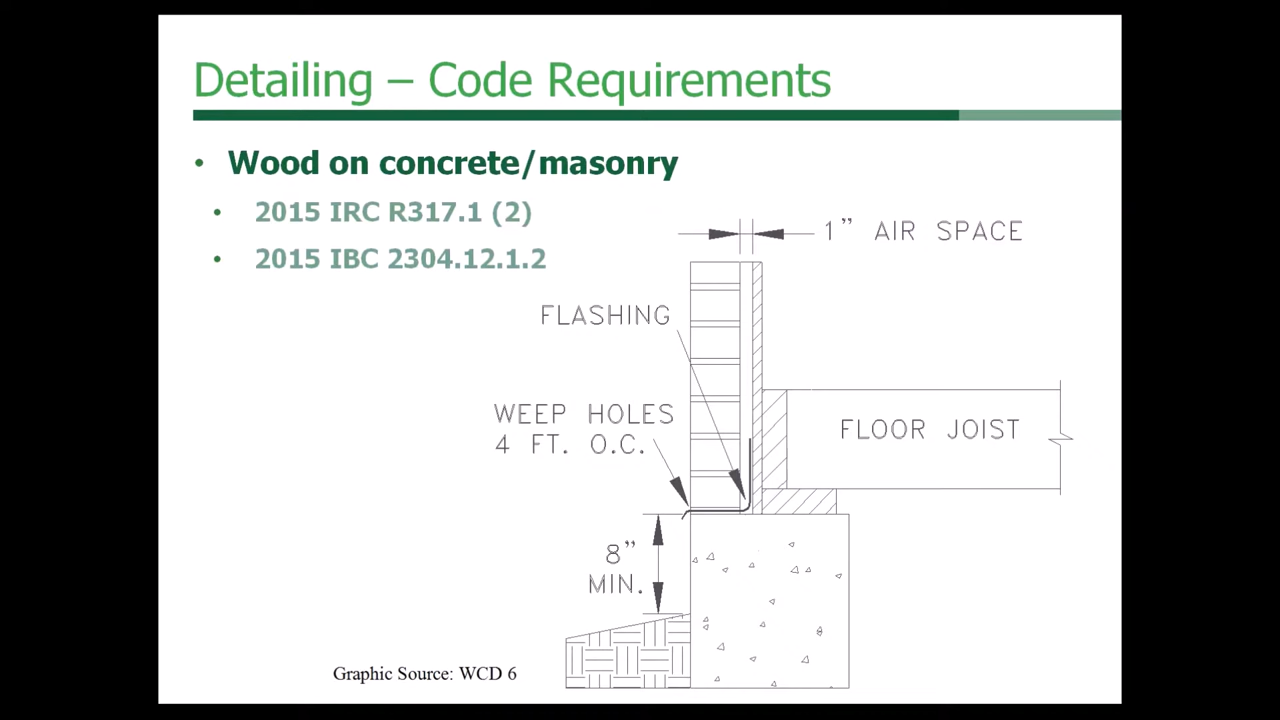 Detailing – Code Requirements
• Wood on concrete/masonry
• 2015 IRC R317.1 (2)
• 2015 IBC 2304.12.1.2
1” AIR SPACE
FLASHING
WEEP HOLES
4 FT. O.C.
FLOOR JOIST
8”
MIN.
Graphic Source: WCD 6